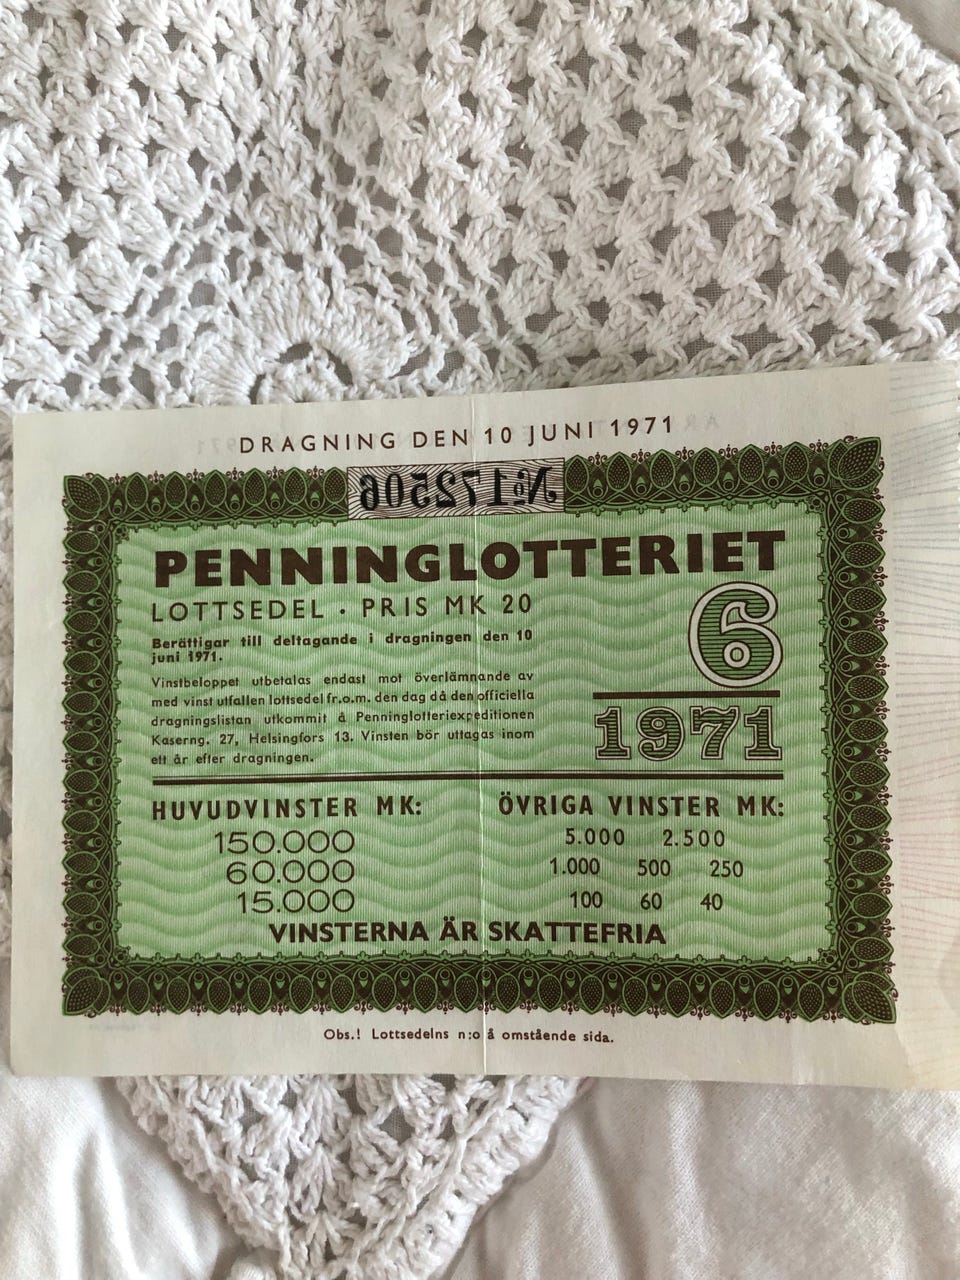 DRAGNING DEN 10 JUNI 1971
№172506
PENNINGLOTTERIET
LOTTSEDEL · PRIS MK 20
Berättigar till deltagande i dragningen den 10
juni 1971.
Vinstbeloppet utbetalas endast mot överlämnande av
med vinst utfallen lottsedel fr.o.m. den dag då den officiella
dragningslistan utkommit å Penninglotteriexpeditionen
Kaserng. 27, Helsingfors 13. Vinsten bör uttagas inom
ett år efter dragningen.
6
1971
HUVUDVINSTER MK:
150.000
60.000
15.000
ÖVRIGA VINSTER MK:
5.000 2.500
1.000 500 250
100 60 40
VINSTERNA ÄR SKATTEFRIA
Obs.! Lottsedelns n:o å omstående sida.